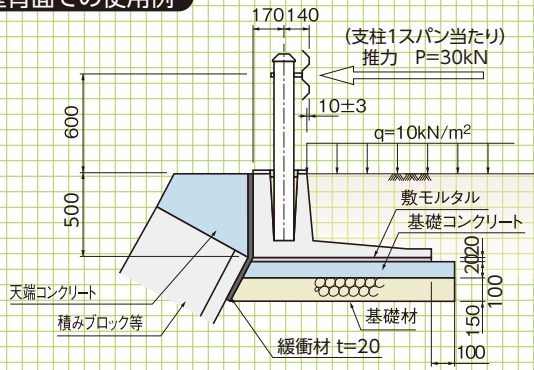 背面での使用例
170 140
(支柱1スパン当たり)
推力 P=30kN
10±3
600
q=10kN/m²
500
敷モルタル
基礎コンクリート
20 20
100
天端コンクリート
積みブロック等
基礎材
150
緩衝材 t=20
100